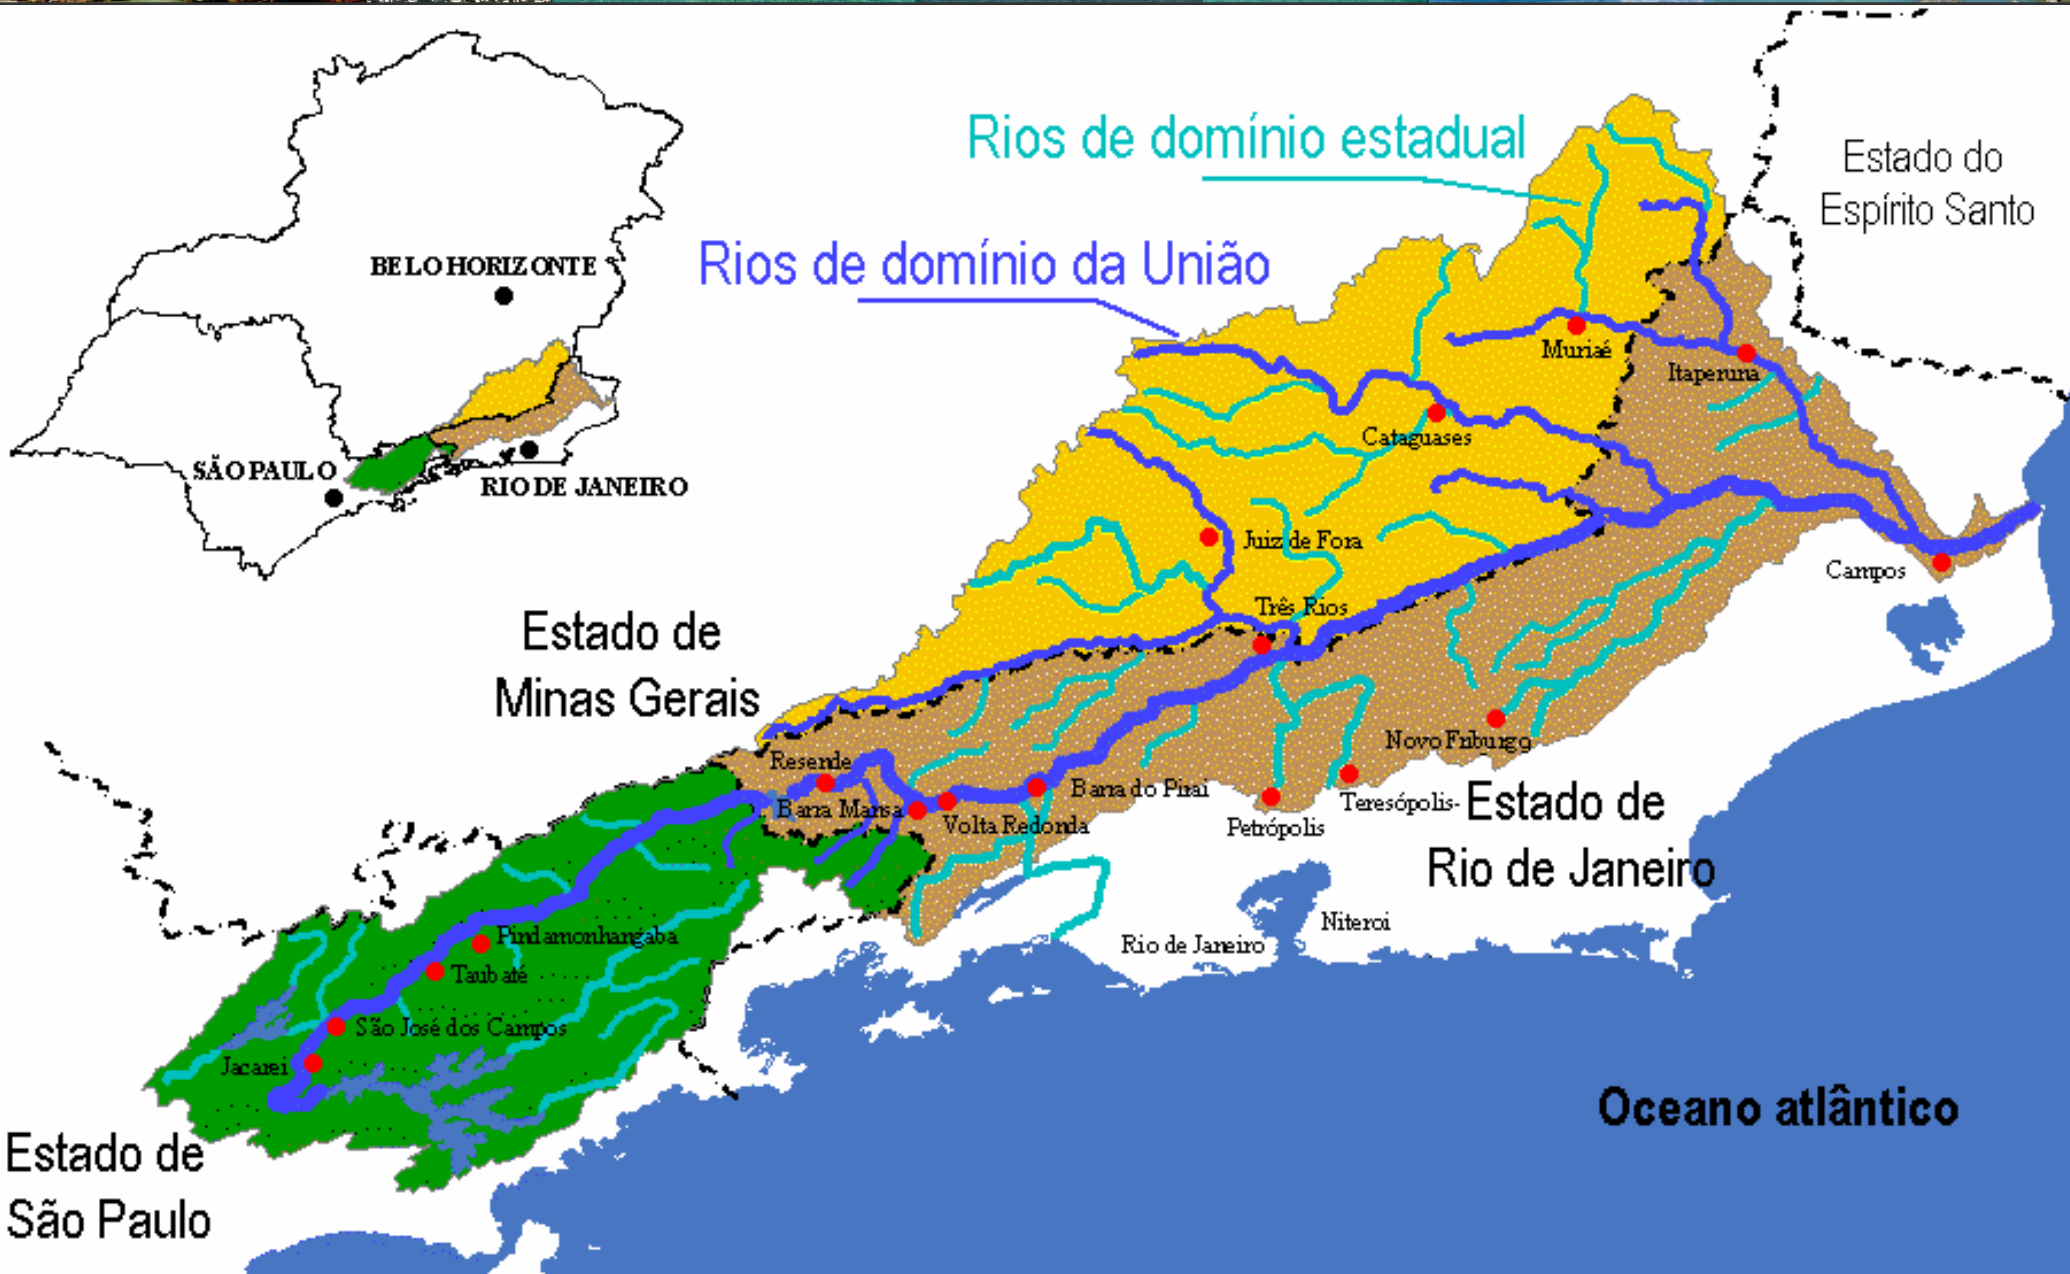 Rios de domínio estadual
Estado do
Espírito Santo
Rios de domínio da União
BELO HORIZONTE
SÃO PAULO
RIO DE JANEIRO
Muriaé
Itaperuna
Cataguases
Juiz de Fora
Campos
Três Rios
Estado de
Minas Gerais
Resende
Novo Friburgo
Barra Mansa
Barra do Piraí
Teresópolis-
Estado de
Rio de Janeiro
Volta Redonda
Petrópolis
Niteroi
Rio de Janeiro
Pindamonhangaba
Taubaté
São José dos Campos
Jacarei
Oceano atlântico
Estado de
São Paulo